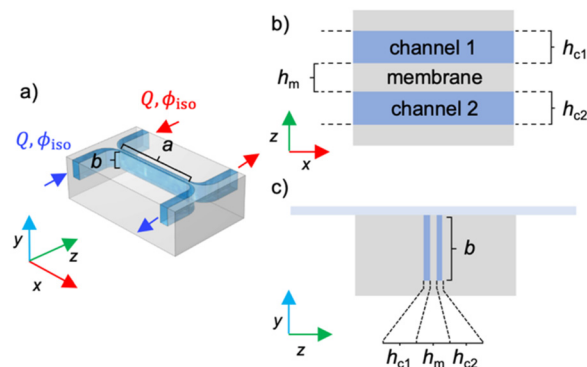 a)
Q, ϕiso
Q, ϕiso
a
b
y
z
x
b)
channel 1
membrane
channel 2
hm
hc1
hc2
z
x
c)
b
y
z
hc1 hm hc2